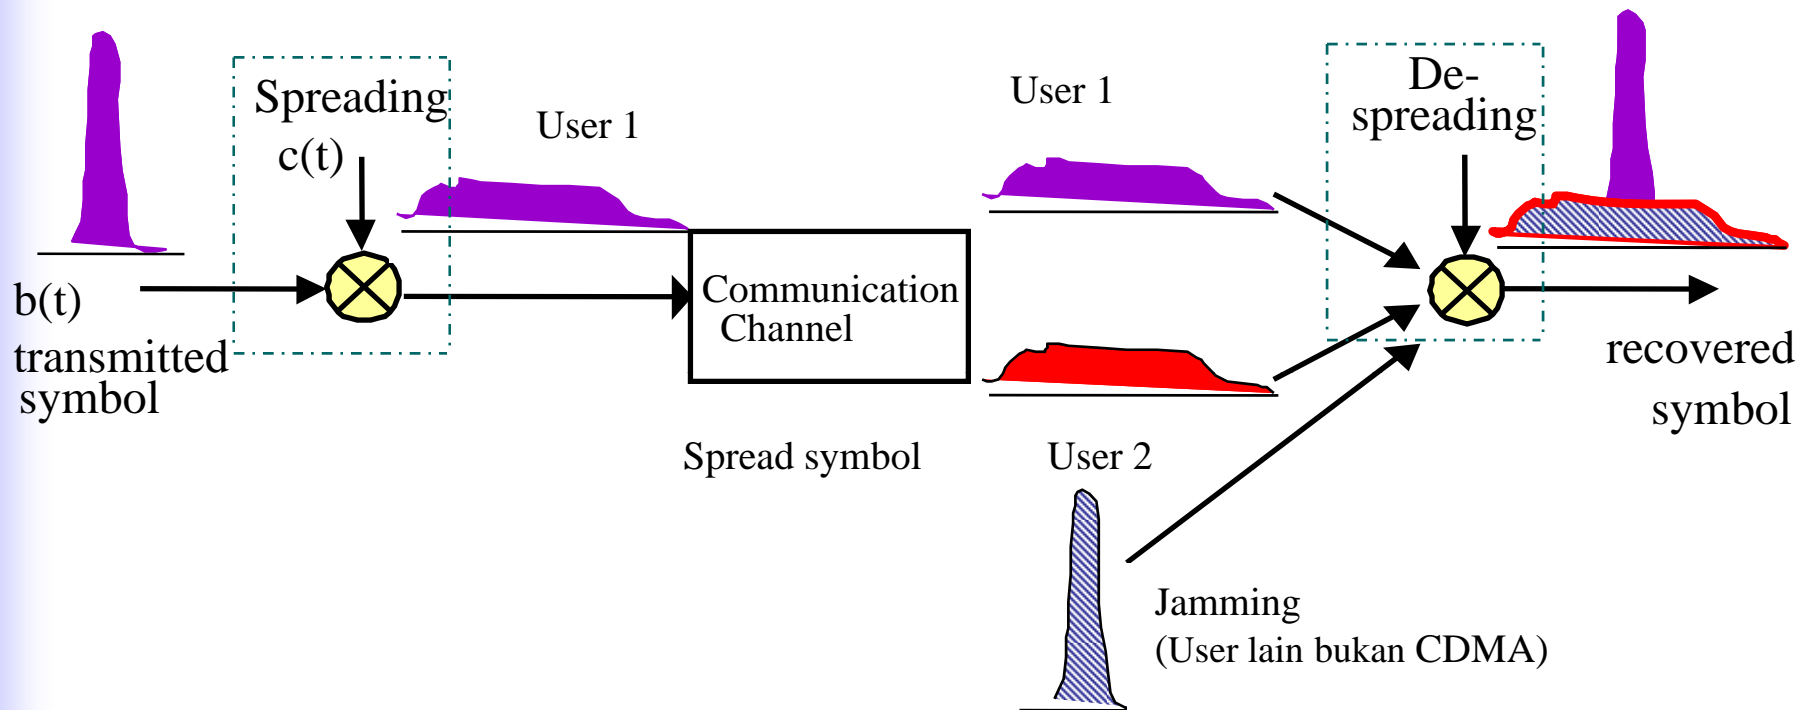 Spreading
c(t)
User 1
b(t)
transmitted
symbol
Communication
Channel
Spread symbol
User 1
User 2
Jamming
(User lain bukan CDMA)
De-
spreading
recovered
symbol